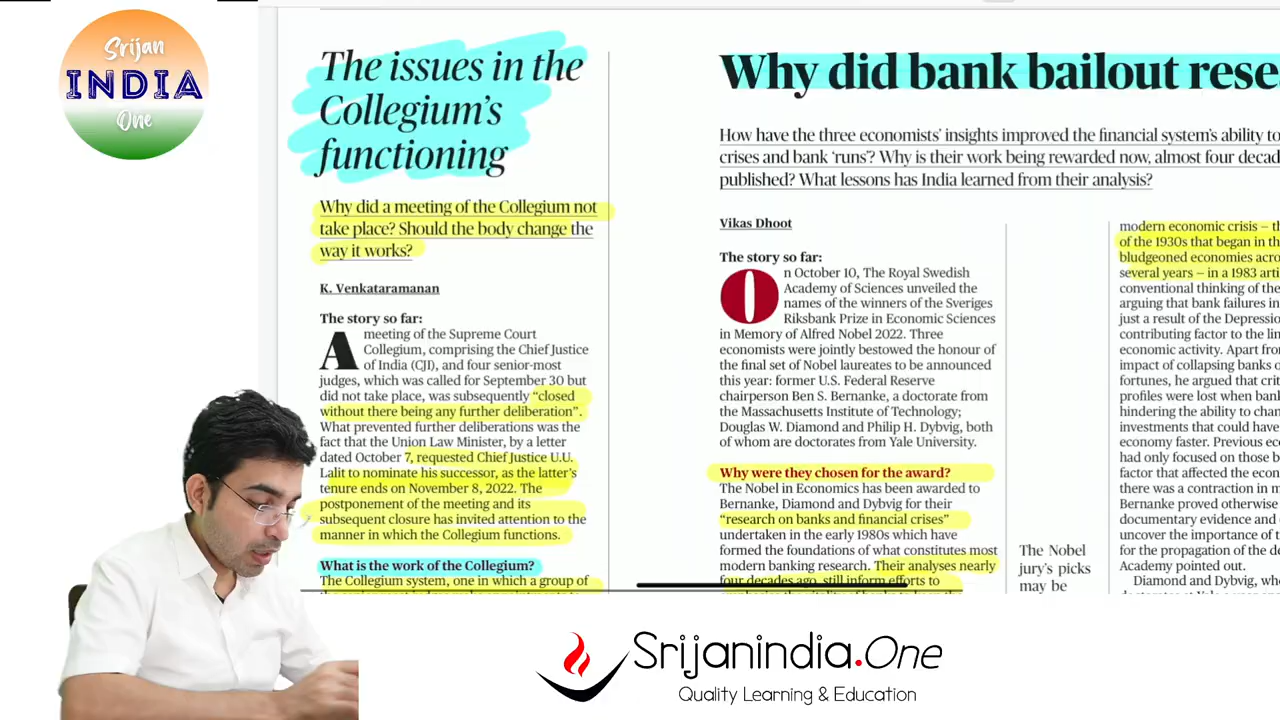 Srijan
INDIA
One
The issues in the
Collegium's
functioning
Why did a meeting of the Collegium not
take place? Should the body change the
way it works?
K. Venkataramanan
The story so far:
A meeting of the Supreme Court
Collegium, comprising the Chief Justice
of India (CJI), and four senior-most
judges, which was called for September 30 but
did not take place, was subsequently “closed
without there being any further deliberation”.
What prevented further deliberations was the
fact that the Union Law Minister, by a letter
dated October 7, requested Chief Justice U.U.
Lalit to nominate his successor, as the latter’s
tenure ends on November 8, 2022. The
postponement of the meeting and its
subsequent closure has invited attention to the
manner in which the Collegium functions.
What is the work of the Collegium?
The Collegium system, one in which a group of
Why did bank bailout rese
How have the three economists’ insights improved the financial system’s ability to
crises and bank ‘runs’? Why is their work being rewarded now, almost four decad
published? What lessons has India learned from their analysis?
Vikas Dhoot
The story so far:
On October 10, The Royal Swedish
Academy of Sciences unveiled the
names of the winners of the Sveriges
Riksbank Prize in Economic Sciences
in Memory of Alfred Nobel 2022. Three
economists were jointly bestowed the honour of
the final set of Nobel laureates to be announced
this year: former U.S. Federal Reserve
chairperson Ben S. Bernanke, a doctorate from
the Massachusetts Institute of Technology;
Douglas W. Diamond and Philip H. Dybvig, both
of whom are doctorates from Yale University.
Why were they chosen for the award?
The Nobel in Economics has been awarded to
Bernanke, Diamond and Dybvig for their
“research on banks and financial crises”
undertaken in the early 1980s which have
formed the foundations of what constitutes most
modern banking research. Their analyses nearly
four decades ago, still inform efforts to
The Nobel
jury’s picks
may be
modern economic crisis – th
of the 1930s that began in th
bludgeoned economies acro
several years – in a 1983 arti
conventional thinking of the
arguing that bank failures in
just a result of the Depressio
contributing factor to the lin
economic activity. Apart from
impact of collapsing banks o
fortunes, he argued that crit
profiles were lost when bank
hindering the ability to chan
investments that could have
economy faster. Previous ec
had only focused on those b
factor that affected the econ
there was a contraction in m
Bernanke proved otherwise
documentary evidence and
uncover the importance of t
for the propagation of the de
Academy pointed out.
Diamond and Dybvig, wh
Srijanindia.One
Quality Learning & Education